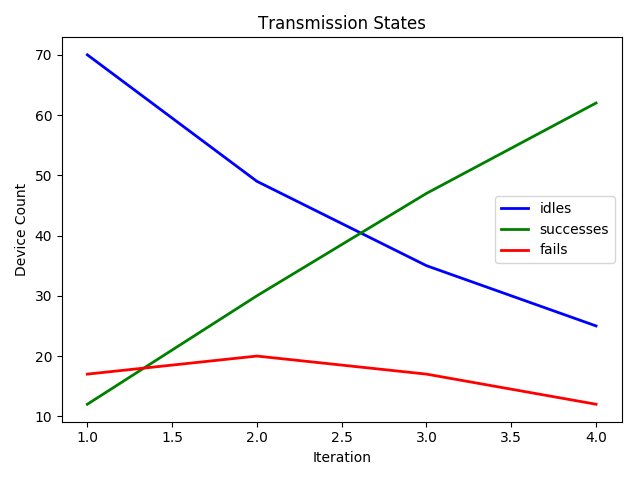 Transmission States
70
60
50
40
30
20
10
Device Count
idles
successes
fails
1.0 1.5 2.0 2.5 3.0 3.5 4.0
Iteration